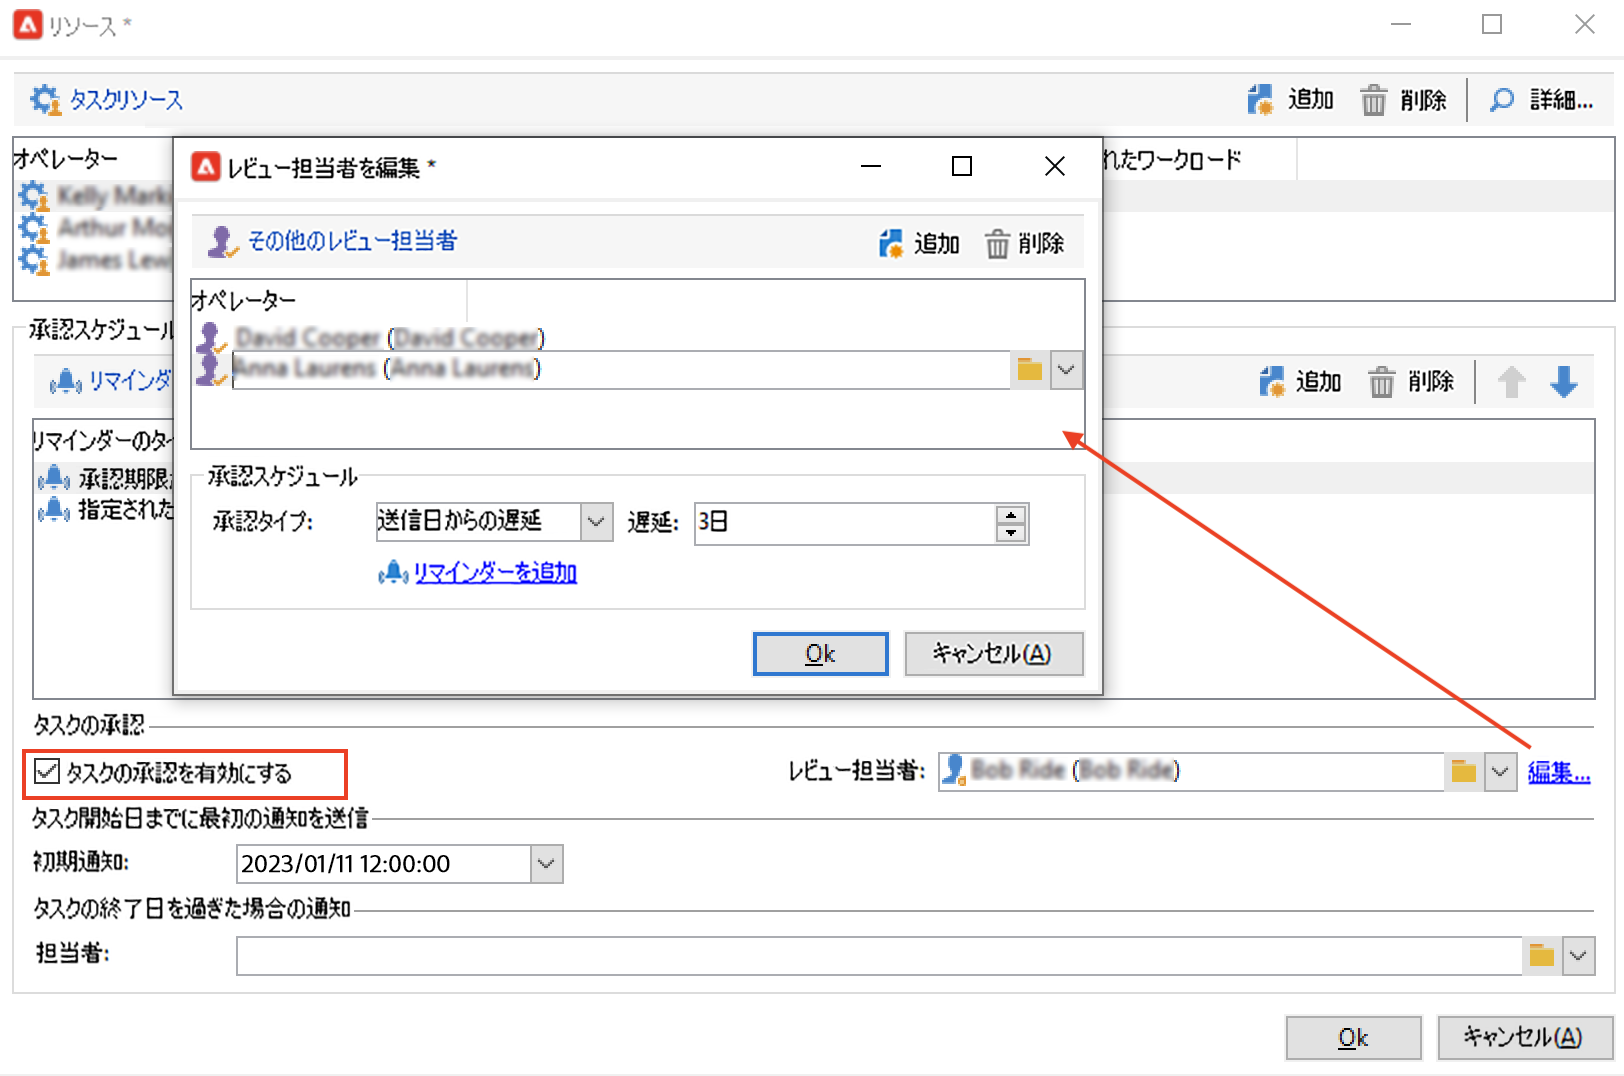 リソース *
タスクリソース
追加
削除
詳細...
オペレーター
れたワークロード
Kelly Mark
Arthur Mo
James Lew
レビュー担当者を編集 *
その他のレビュー担当者
追加
削除
オペレーター
David Cooper (David Cooper)
Anna Laurens (Anna Laurens)
承認スケジュール
承認タイプ:
送信日からの遅延
遅延:
3日
リマインダーを追加
Ok
キャンセル(A)
承認スケジュール
リマインダ
追加
削除
リマインダーのタイ
承認期限
指定された
タスクの承認
タスクの承認を有効にする
レビュー担当者:
Bob Ride (Bob Ride)
編集...
タスク開始日までに最初の通知を送信
初期通知:
2023/01/11 12:00:00
タスクの終了日を過ぎた場合の通知
担当者:
Ok
キャンセル(A)